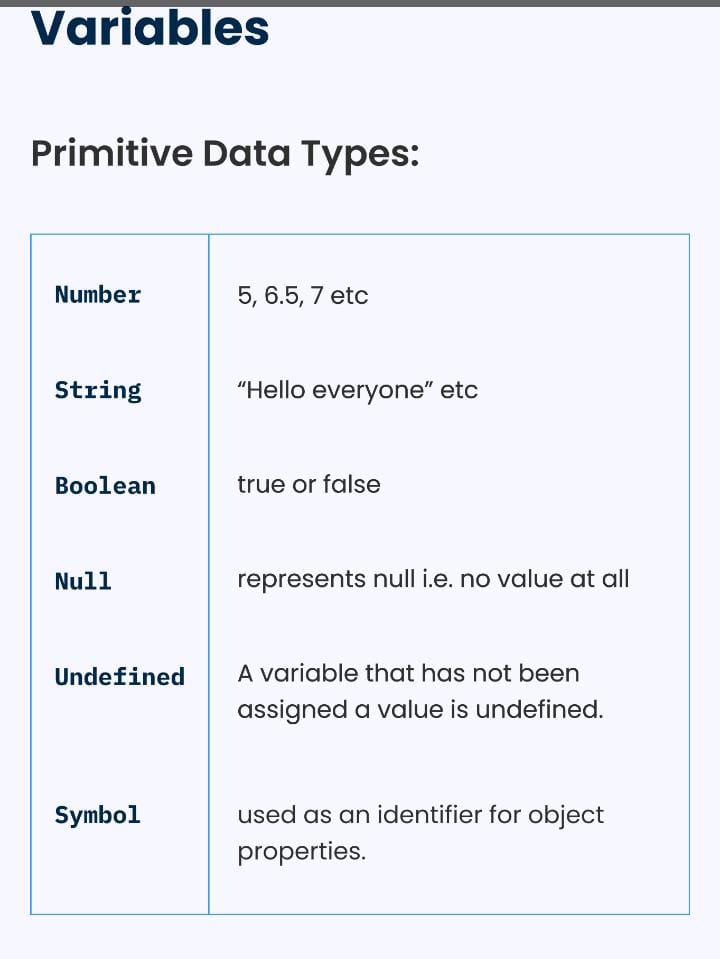 Variables
Primitive Data Types:
Number
5, 6.5, 7 etc
String
“Hello everyone” etc
Boolean
true or false
Null
represents null i.e. no value at all
Undefined
A variable that has not been
assigned a value is undefined.
Symbol
used as an identifier for object
properties.